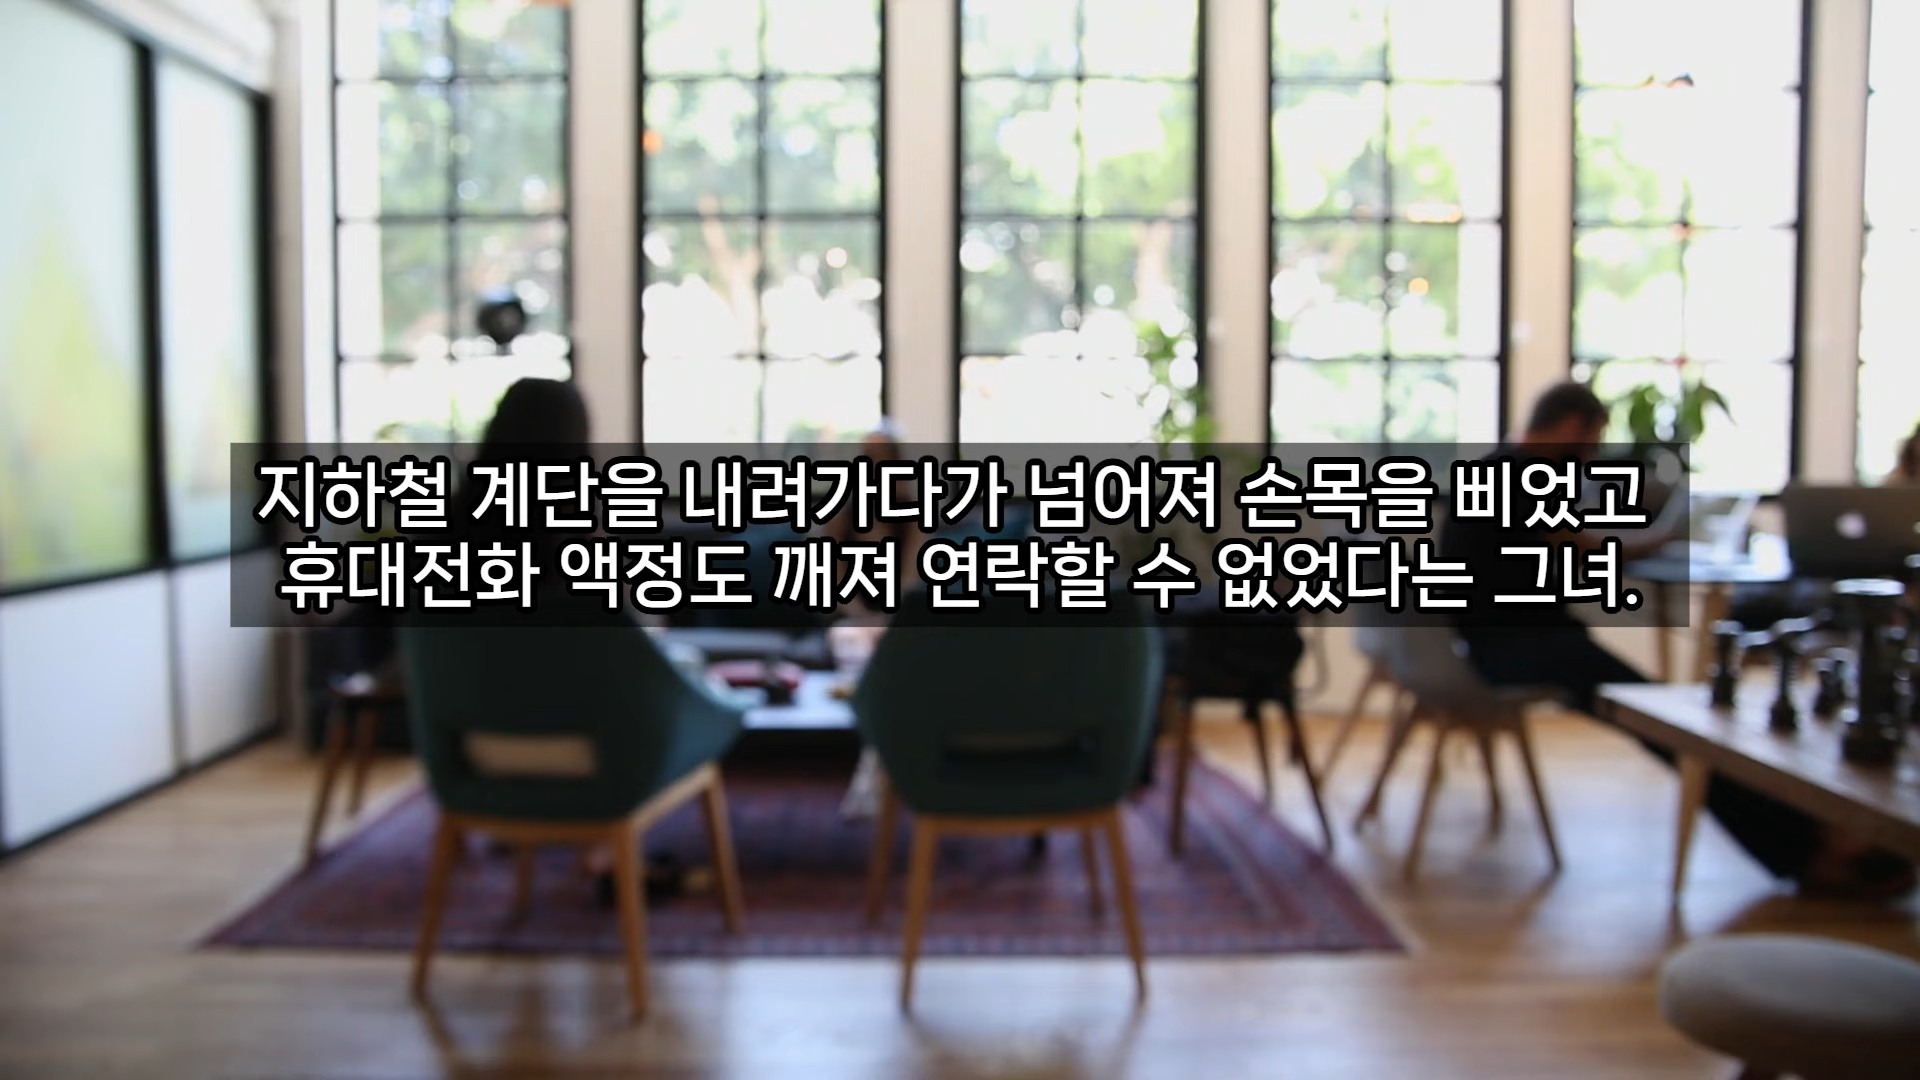 지하철 계단을 내려가다가 넘어져 손목을 삐었고
휴대전화 액정도 깨져 연락할 수 없었다는 그녀.